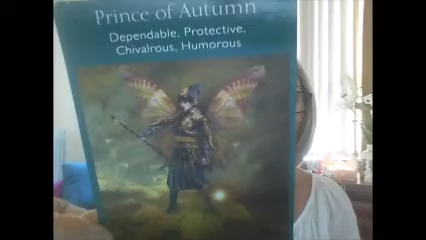 Prince of Autumn
Dependable, Protective,
Chivalrous, Humorous